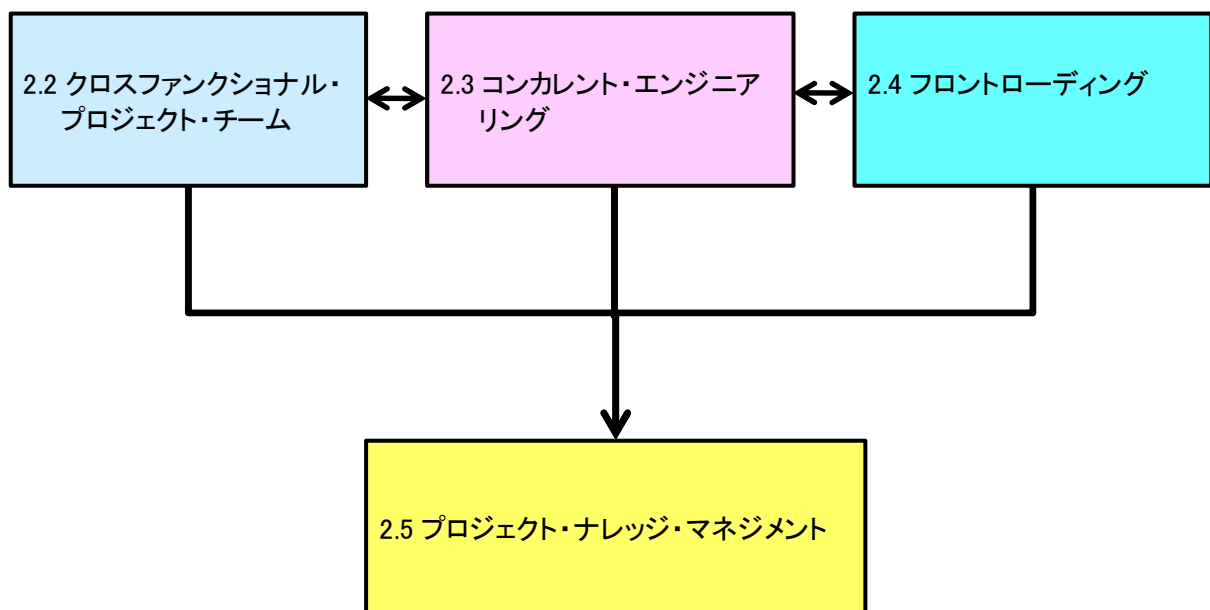 2.2 クロスファンクショナル・
プロジェクト・チーム
2.3 コンカレント・エンジニア
リング
2.4 フロントローディング
2.5 プロジェクト・ナレッジ・マネジメント